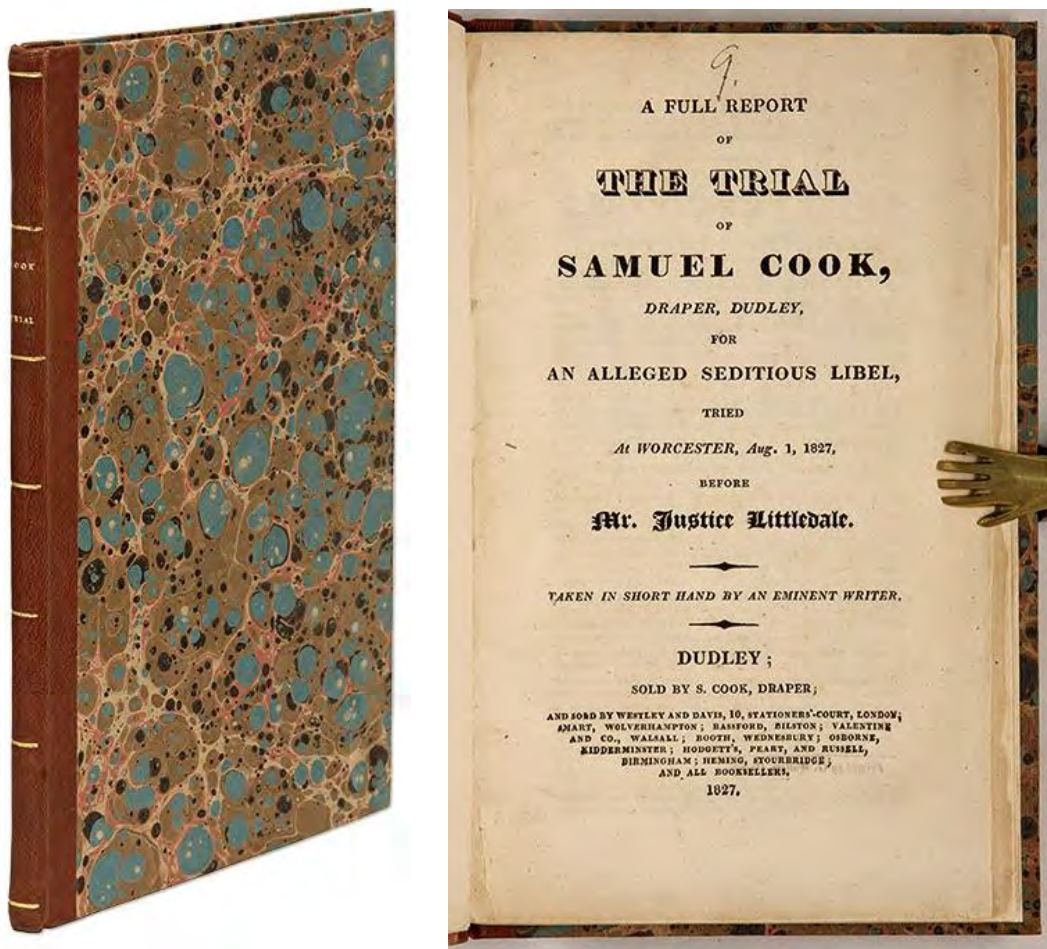 COOK
TRIAL
9.
A FULL REPORT
OF
THE TRIAL
OF
SAMUEL COOK,
DRAPER, DUDLEY,
FOR
AN ALLEGED SEDITIOUS LIBEL,
TRIED
At WORCESTER, Aug. 1, 1827,
BEFORE
Mr. Justice Littledale.
TAKEN IN SHORT HAND BY AN EMINENT WRITER.
DUDLEY;
SOLD BY S. COOK, DRAPER;
AND SOLD BY WESTLEY AND DAVIS, 10, STATIONERS'-COURT, LONDON;
SMART, WOLVERHAMPTON; BASSFORD, BILSTON; VALENTINE
AND CO., WALSALL; BOOTH, WEDNESBURY; OSBORNE,
KIDDERMINSTER; HODGETT'S, PEART, AND RUSSELL,
BIRMINGHAM; HEMING, STOURBRIDGE;
AND ALL BOOKSELLERS.
1827.